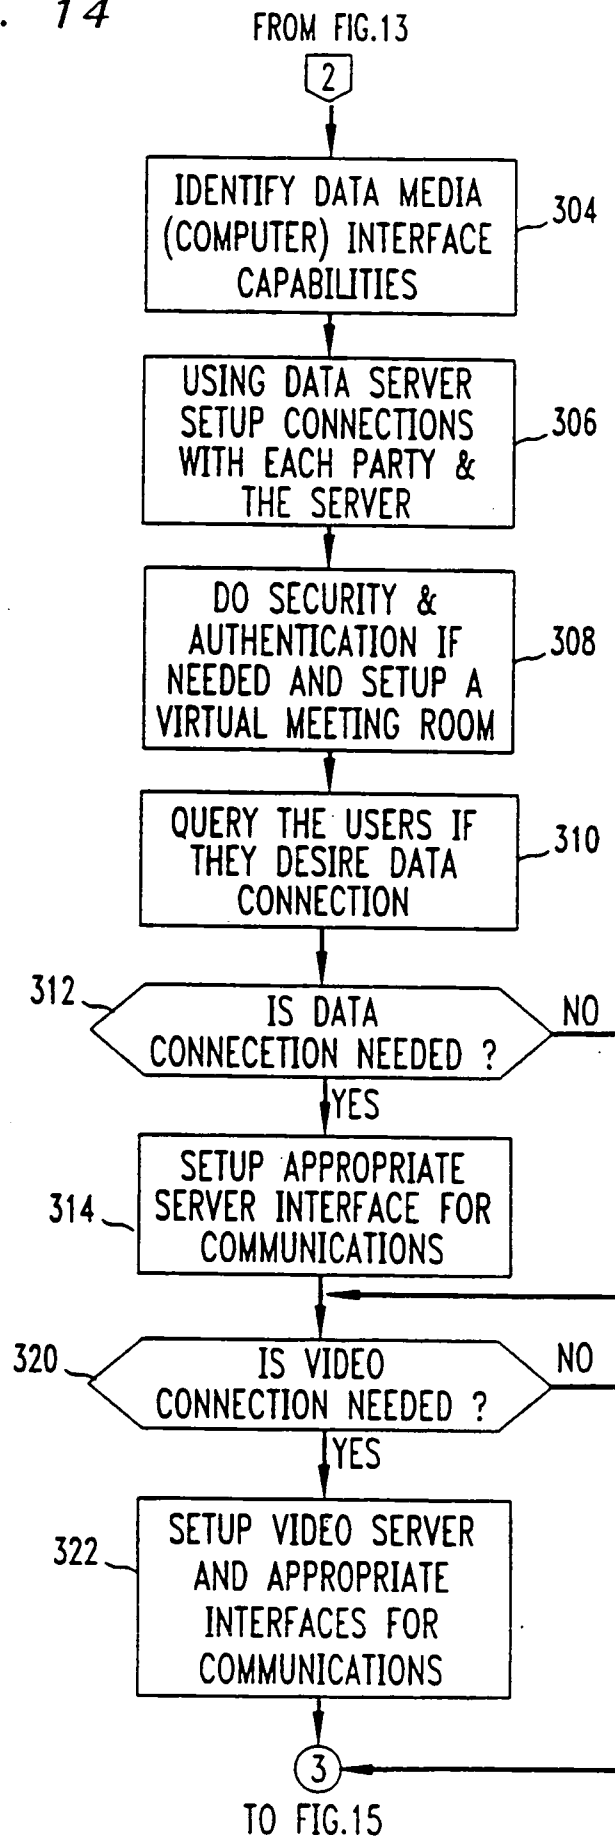 . 14
FROM FIG.13
2
IDENTIFY DATA MEDIA
(COMPUTER) INTERFACE
CAPABILITIES
304
USING DATA SERVER
SETUP CONNECTIONS
WITH EACH PARTY &
THE SERVER
306
DO SECURITY &
AUTHENTICATION IF
NEEDED AND SETUP A
VIRTUAL MEETING ROOM
308
QUERY THE USERS IF
THEY DESIRE DATA
CONNECTION
310
312
IS DATA
CONNECETION NEEDED ?
NO
YES
314
SETUP APPROPRIATE
SERVER INTERFACE FOR
COMMUNICATIONS
320
IS VIDEO
CONNECTION NEEDED ?
NO
YES
322
SETUP VIDEO SERVER
AND APPROPRIATE
INTERFACES FOR
COMMUNICATIONS
3
TO FIG.15